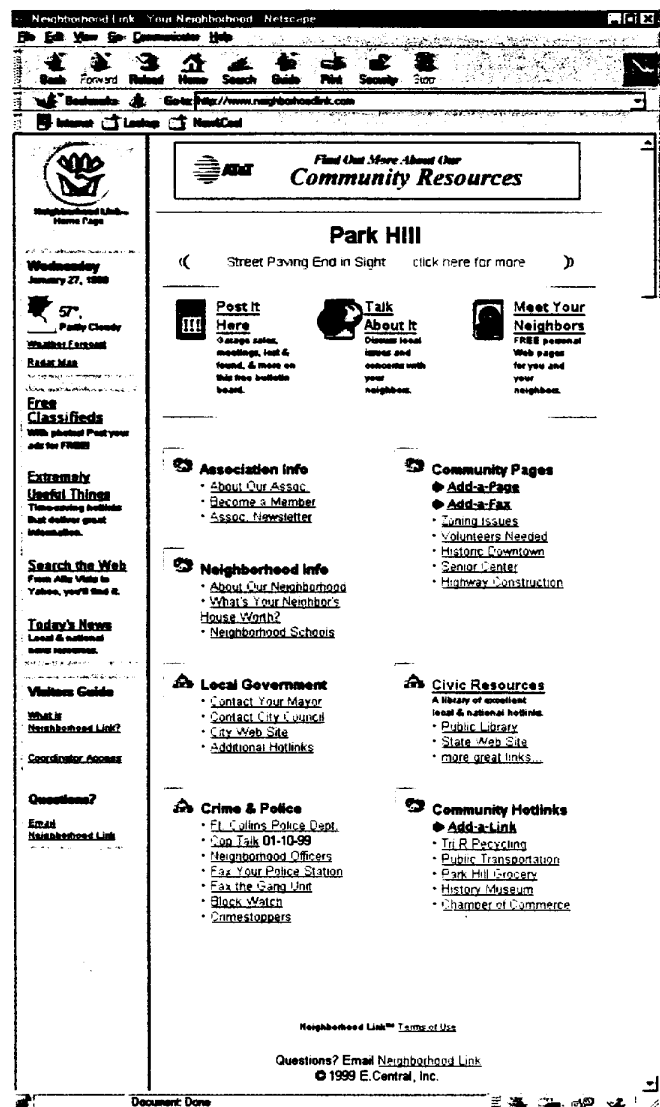 Neighborhood Link - Your Neighborhood - Netscape
File Edit View Go Communicator Help
Back Forward Reload Home Search Guide Print Security Stop
Bookmarks Go to: http://www.neighborhoodlink.com
Internet Lookup New&Cool
Neighborhood Link™
Home Page
AT&T
Find Out More About Our
Community Resources
Park Hill
Street Paving End in Sight click here for more
Wednesday
January 27, 1999
57°,
Partly Cloudy
Weather Forecast
Radar Map
Post It
Here
Garage sales,
meetings, lost &
found, & more on
this free bulletin
board.
Talk
About It
Discuss local
issues and
concerns with
your
neighbors.
Meet Your
Neighbors
FREE personal
Web pages
for you and
your
neighbors.
Free
Classifieds
With photos! Post your
ads for FREE!
Extremely
Useful Things
Time-saving hotlinks
that deliver great
information.
Search the Web
From Alta Vista to
Yahoo, you'll find it.
Today's News
Local & national
news resources.
Visitors Guide
What is
Neighborhood Link?
Coordinator Access
Questions?
Email
Neighborhood Link
Association Info
• About Our Assoc.
• Become a Member
• Assoc. Newsletter
Community Pages
Add-a-Page
Add-a-Fax
• Zoning Issues
• Volunteers Needed
• Historic Downtown
• Senior Center
• Highway Construction
Neighborhood Info
• About Our Neighborhood
• What's Your Neighbor's
House Worth?
• Neighborhood Schools
Local Government
• Contact Your Mayor
• Contact City Council
• City Web Site
• Additional Hotlinks
Civic Resources
A library of excellent
local & national hotlinks.
• Public Library
• State Web Site
• more great links...
Crime & Police
• Ft. Collins Police Dept.
• Cop Talk 01-10-99
• Neighborhood Officers
• Fax Your Police Station
• Fax the Gang Unit
• Block Watch
• Crimestoppers
Community Hotlinks
Add-a-Link
• Tri R Recycling
• Public Transportation
• Park Hill Grocery
• History Museum
• Chamber of Commerce
Neighborhood Link™ Terms of Use
Questions? Email Neighborhood Link
© 1999 E.Central, Inc.
Document: Done